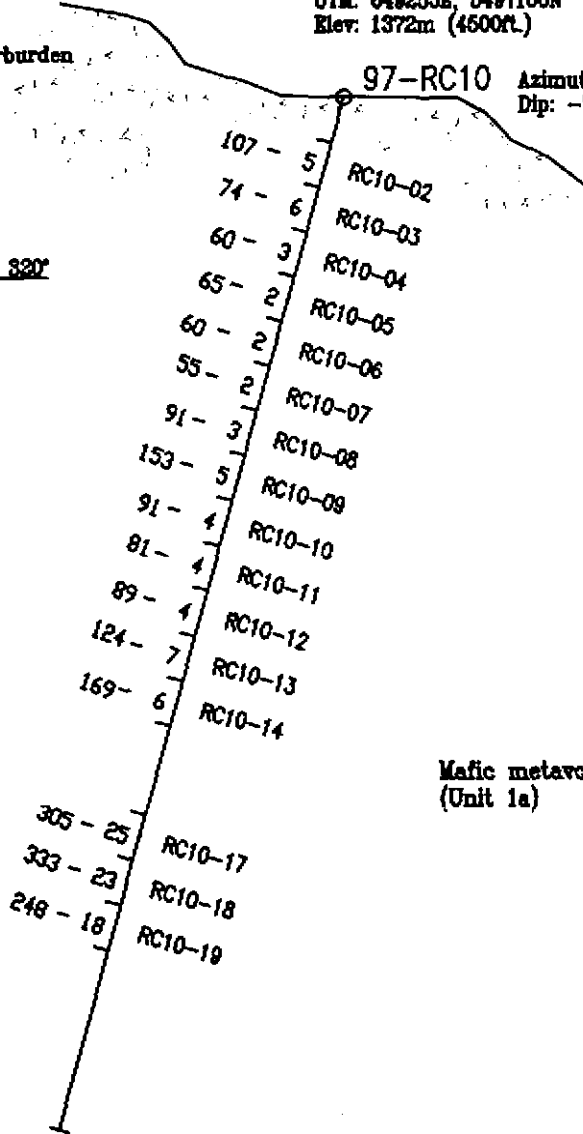 Elev: 1372m (4500ft.)
97-RC10
Dip: -
320°
107 - 5 RC10-02
74 - 6 RC10-03
60 - 3 RC10-04
65 - 2 RC10-05
60 - 2 RC10-06
55 - 2 RC10-07
91 - 3 RC10-08
153 - 5 RC10-09
91 - 4 RC10-10
81 - 4 RC10-11
89 - 4 RC10-12
124 - 7 RC10-13
169 - 6 RC10-14
Mafic
(Unit 1a)
305 - 25 RC10-17
333 - 23 RC10-18
248 - 18 RC10-19